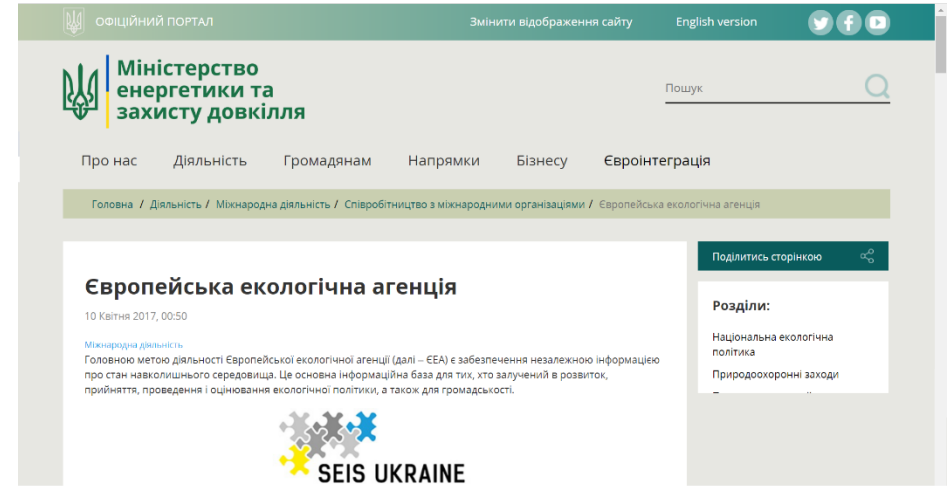 ОФІЦІЙНИЙ ПОРТАЛ
Змінити відображення сайту
English version
Міністерство
енергетики та
захисту довкілля
Пошук
Про нас Діяльність Громадянам Напрямки Бізнесу Євроінтеграція
Головна / Діяльність / Міжнародна діяльність / Співробітництво з міжнародними організаціями / Європейська екологічна агенція
Європейська екологічна агенція
10 Квітня 2017, 00:50
Міжнародна діяльність
Головною метою діяльності Європейської екологічної агенції (далі – ЄЕА) є забезпечення незалежною інформацією
про стан навколишнього середовища. Це основна інформаційна база для тих, хто залучений в розвиток,
прийняття, проведення і оцінювання екологічної політики, а також для громадськості.
SEIS UKRAINE
Поділитись сторінкою
Розділи:
Національна екологічна
політика
Природоохоронні заходи